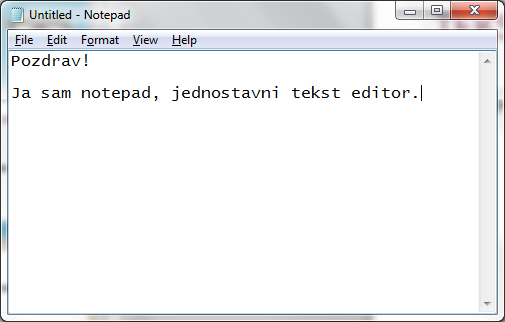 Untitled - Notepad
File Edit Format View Help
Pozdrav!
Ja sam notepad, jednostavni tekst editor.